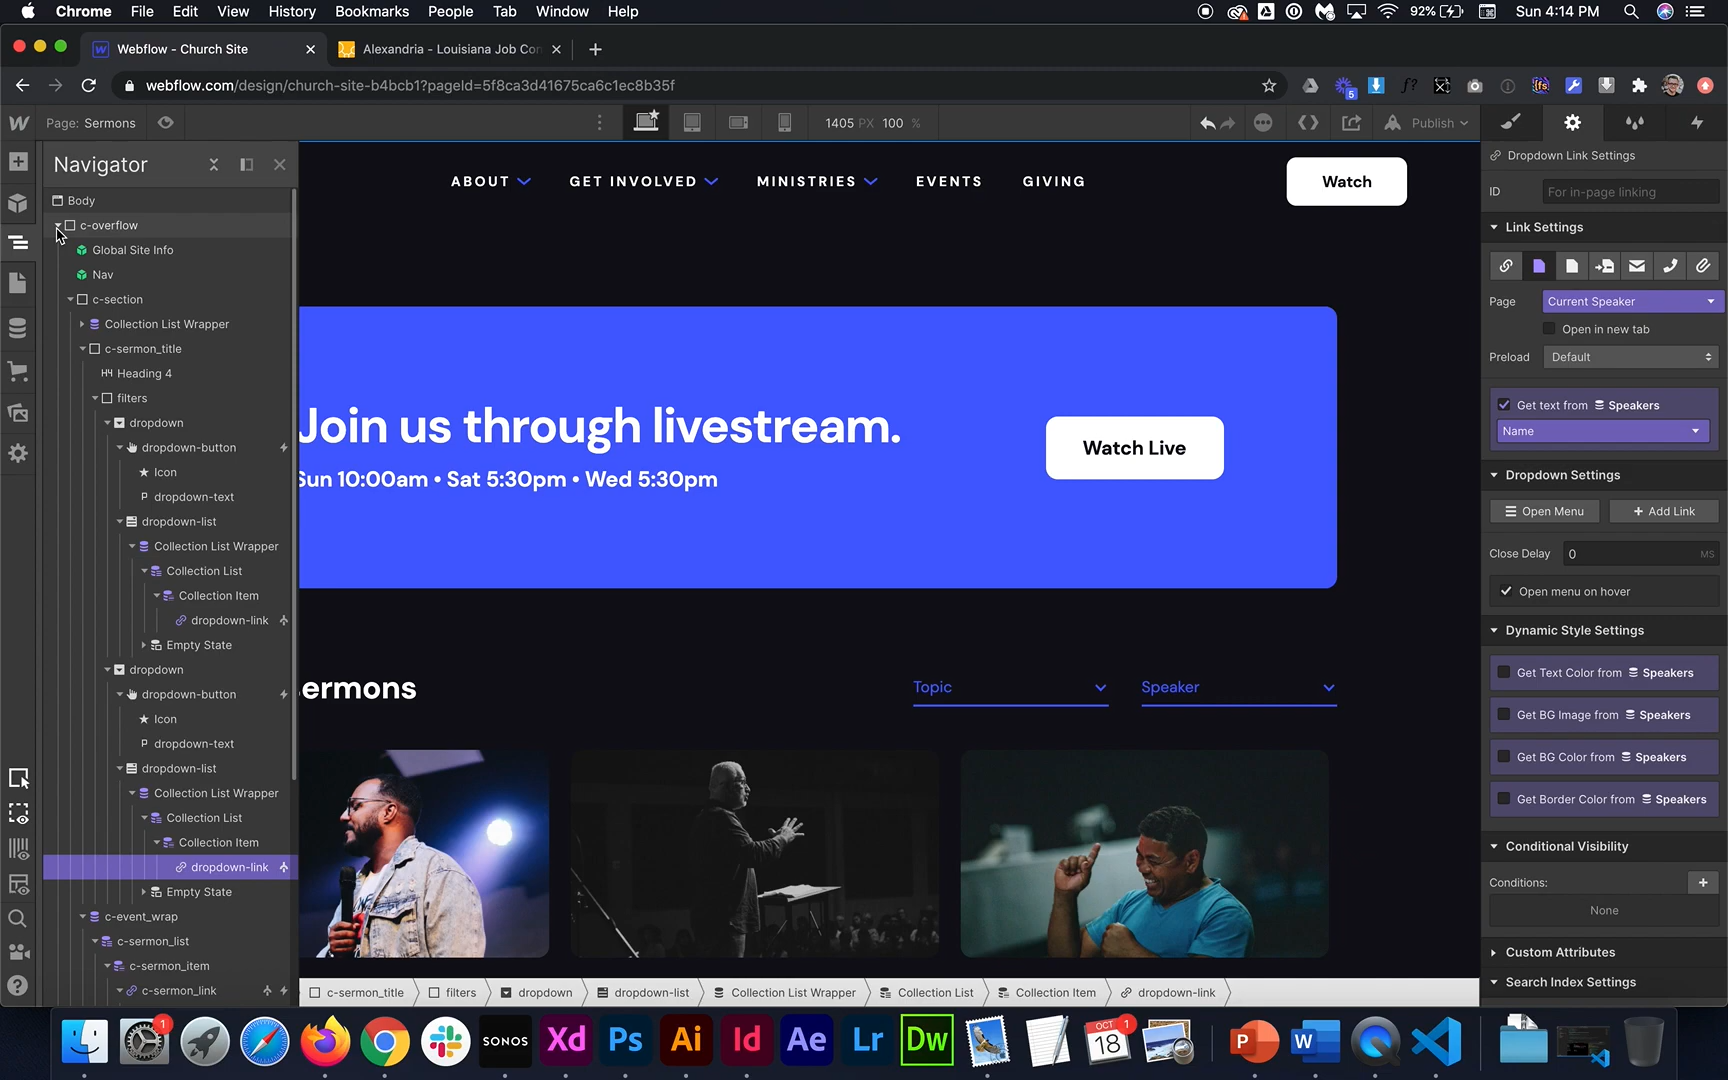 Chrome File Edit View History Bookmarks People Tab Window Help
92% Sun 4:14 PM
Webflow - Church Site
Alexandria - Louisiana Job Con
webflow.com/design/church-site-b4bcb1?pageId=5f8ca3d41675ca6c1ec8b35f
5
Page: Sermons
1405 PX 100 %
Publish
Navigator
Body
c-overflow
Global Site Info
Nav
c-section
Collection List Wrapper
c-sermon_title
H4 Heading 4
filters
dropdown
dropdown-button
Icon
P dropdown-text
dropdown-list
Collection List Wrapper
Collection List
Collection Item
dropdown-link
Empty State
dropdown
dropdown-button
Icon
P dropdown-text
dropdown-list
Collection List Wrapper
Collection List
Collection Item
dropdown-link
Empty State
c-event_wrap
c-sermon_list
c-sermon_item
c-sermon_link
ABOUT GET INVOLVED MINISTRIES EVENTS GIVING
Watch
Join us through livestream.
Sun 10:00am • Sat 5:30pm • Wed 5:30pm
Watch Live
ermons
Topic
Speaker
c-sermon_title filters dropdown dropdown-list Collection List Wrapper Collection List Collection Item dropdown-link
Dropdown Link Settings
ID For in-page linking
Link Settings
Page Current Speaker
Open in new tab
Preload Default
Get text from Speakers
Name
Dropdown Settings
Open Menu + Add Link
Close Delay 0 MS
Open menu on hover
Dynamic Style Settings
Get Text Color from Speakers
Get BG Image from Speakers
Get BG Color from Speakers
Get Border Color from Speakers
Conditional Visibility
Conditions: +
None
Custom Attributes
Search Index Settings
1
SONOS
Xd
Ps
Ai
Id
Ae
Lr
Dw
OCT
18
1
P
W